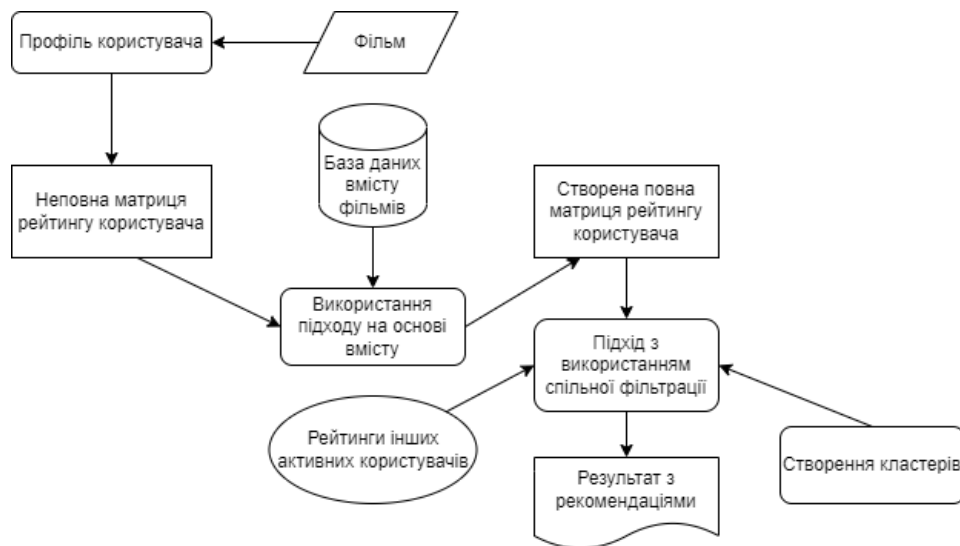 Профіль користувача
Фільм
База даних
вмісту
фільмів
Неповна матриця
рейтингу користувача
Створена повна
матриця рейтингу
користувача
Використання
підходу на основі
вмісту
Підхід з
використанням
спільної фільтрації
Рейтинги інших
активних користувачів
Створення кластерів
Результат з
рекомендаціями